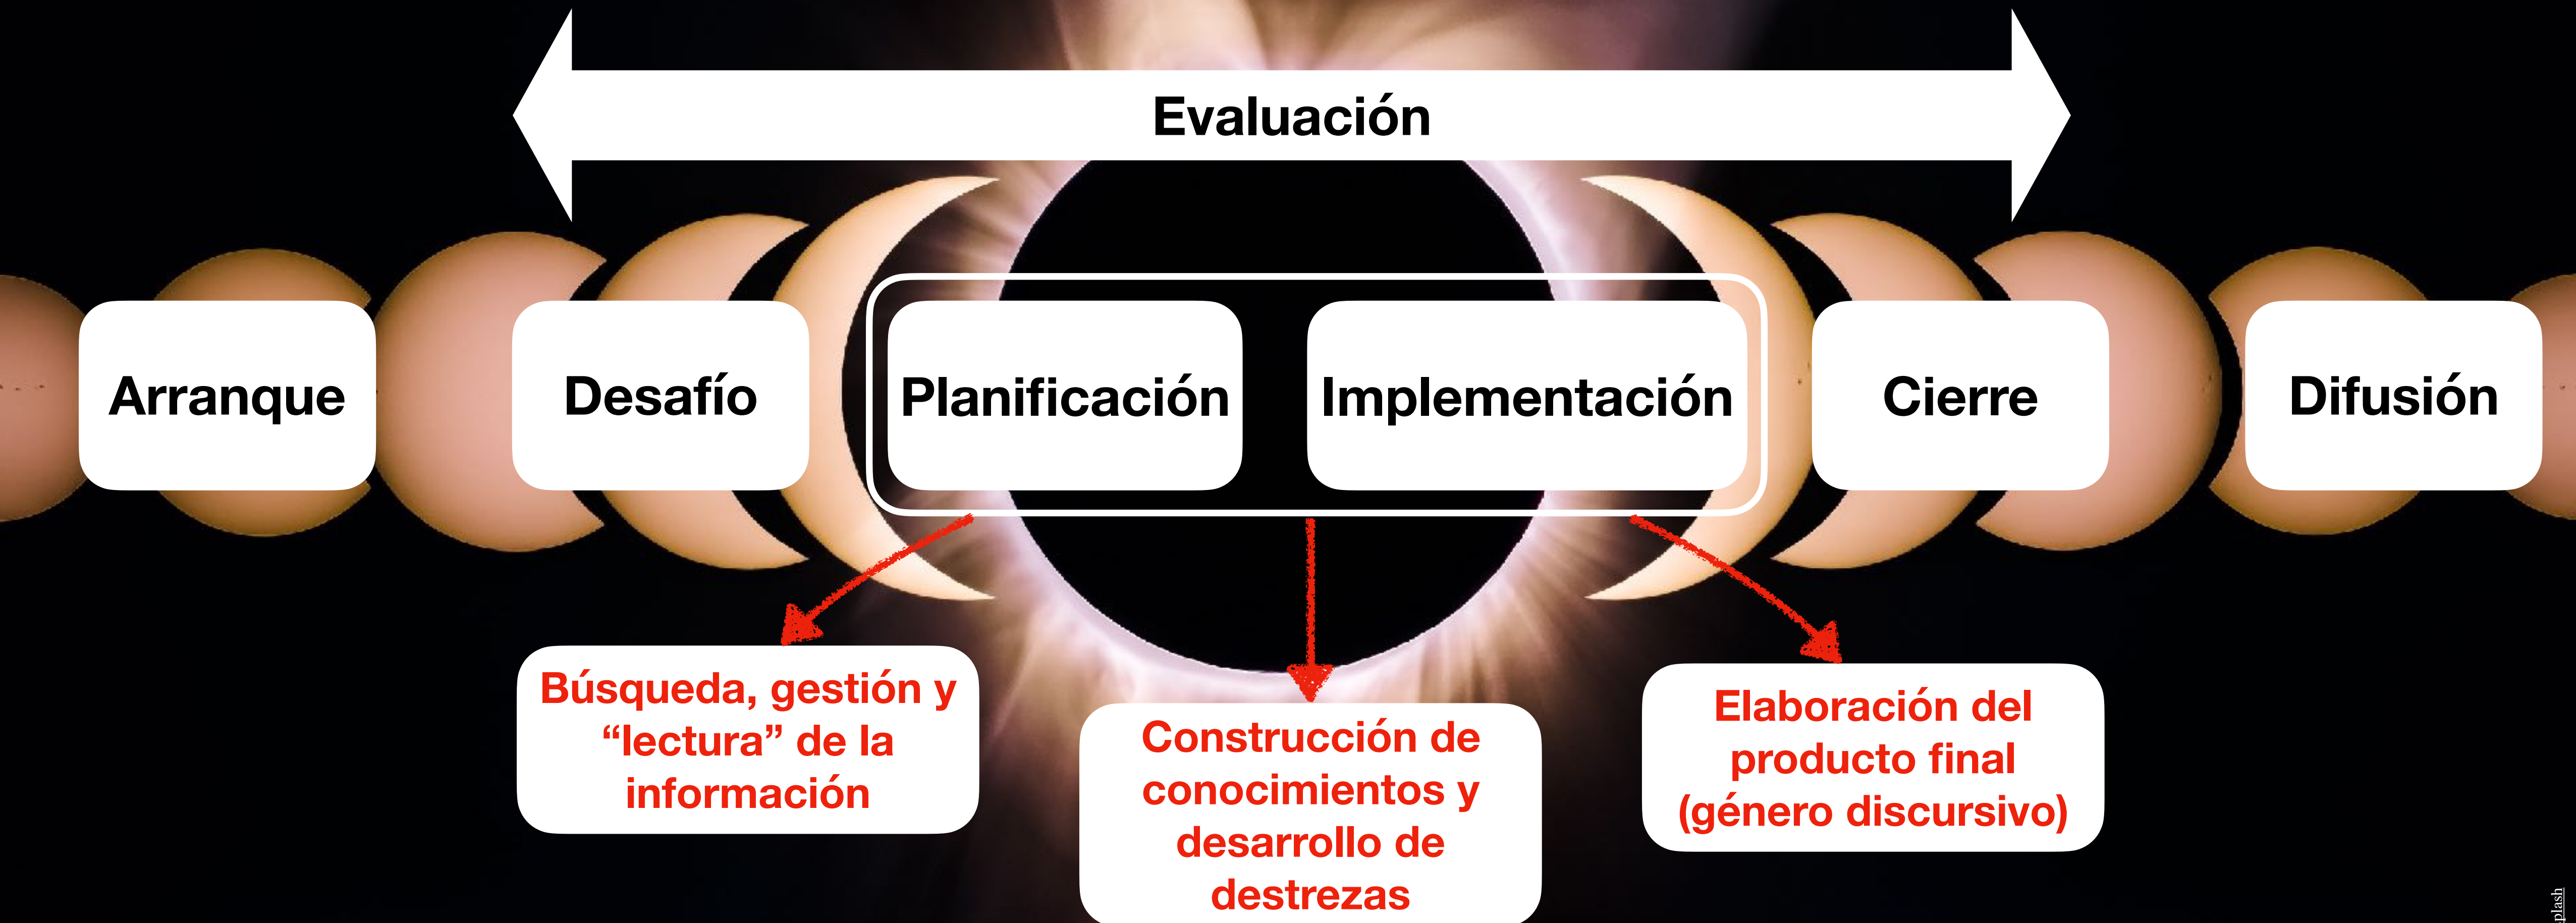 Evaluación
Arranque
Desafío
Planificación
Implementación
Cierre
Difusión
Búsqueda, gestión y
“lectura” de la
información
Construcción de
conocimientos y
desarrollo de
destrezas
Elaboración del
producto final
(género discursivo)
plash